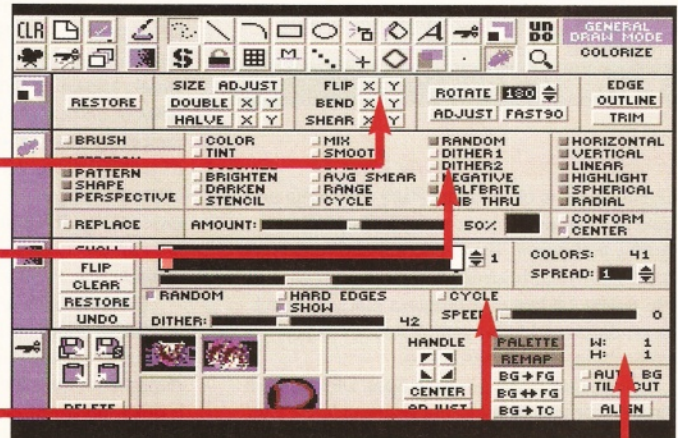 CLR
UN DO
GENERAL DRAW MODE
COLORIZE
RESTORE
SIZE ADJUST
DOUBLE X Y
HALVE X Y
FLIP X Y
BEND X Y
SHEAR X Y
ROTATE 180
ADJUST FAST90
EDGE
OUTLINE
TRIM
BRUSH
PATTERN
SHAPE
PERSPECTIVE
COLOR
TINT
BRIGHTEN
DARKEN
STENCIL
MIX
SMOOTH
AVG SMEAR
RANGE
CYCLE
RANDOM
DITHER1
DITHER2
NEGATIVE
HALFBRITE
RUB THRU
HORIZONTAL
VERTICAL
LINEAR
HIGHLIGHT
SPHERICAL
RADIAL
REPLACE
AMOUNT: 50%
CONFORM
CENTER
FLIP
CLEAR
RESTORE
UNDO
1
COLORS: 41
SPREAD: 1
RANDOM
HARD EDGES
SHOW
DITHER: 42
CYCLE
SPEED 0
DELETE
HANDLE
CENTER
ADJUST
PALETTE
REMAP
BG→FG
BG↔FG
BG→TC
W: 1
H: 1
AUTO BG
TILE CUT
ALIGN